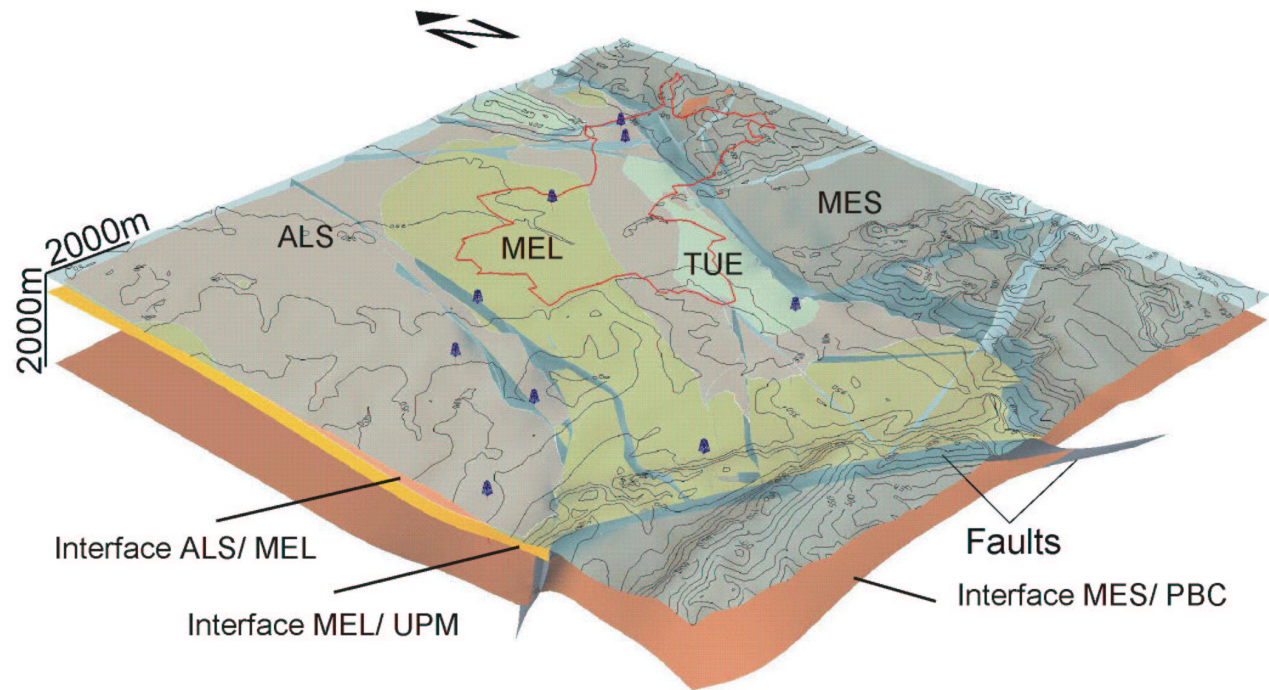 N
MES
ALS
MEL
TUE
2000m
2000m
Interface ALS/ MEL
Faults
Interface MES/ PBC
Interface MEL/ UPM